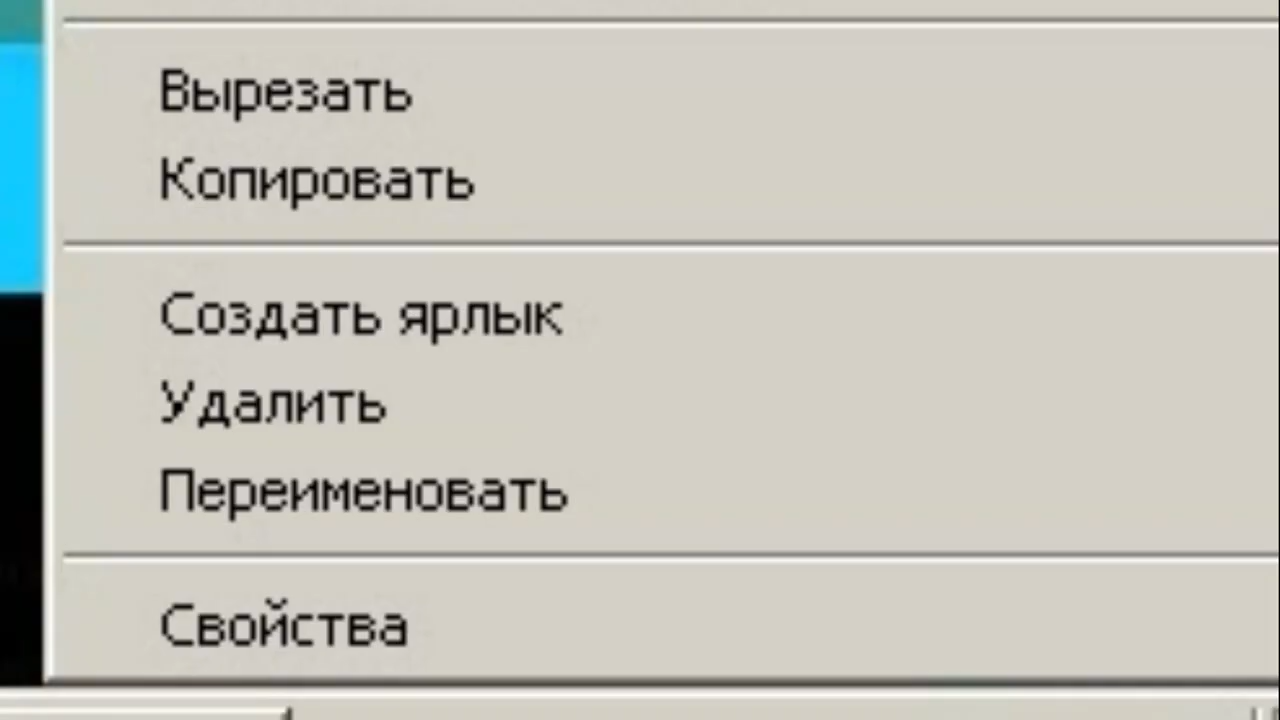 Вырезать
Копировать
Создать ярлык
Удалить
Переименовать
Свойства